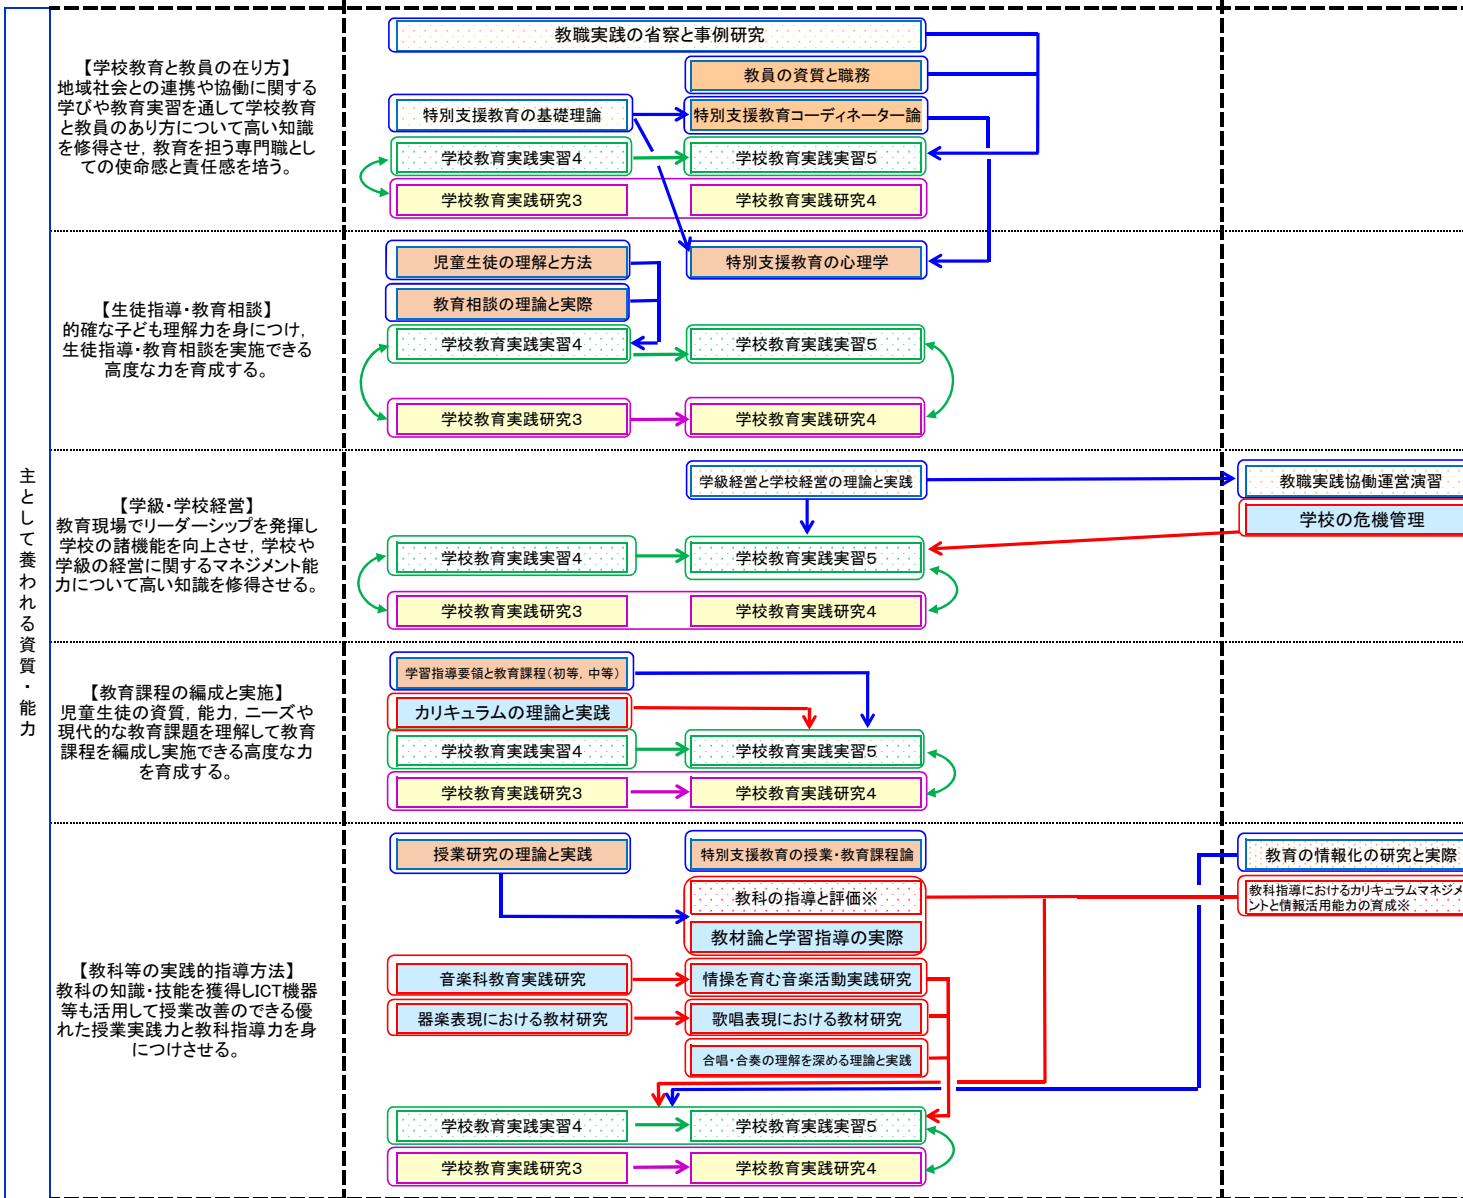 主として養われる資質・能力
【学校教育と教員の在り方】
地域社会との連携や協働に関する
学びや教育実習を通して学校教育
と教員のあり方について高い知識
を修得させ，教育を担う専門職とし
ての使命感と責任感を培う。
教職実践の省察と事例研究
教員の資質と職務
特別支援教育の基礎理論
特別支援教育コーディネーター論
学校教育実践実習4
学校教育実践実習5
学校教育実践研究3
学校教育実践研究4
【生徒指導・教育相談】
的確な子ども理解力を身につけ，
生徒指導・教育相談を実施できる
高度な力を育成する。
児童生徒の理解と方法
特別支援教育の心理学
教育相談の理論と実際
学校教育実践実習4
学校教育実践実習5
学校教育実践研究3
学校教育実践研究4
【学級・学校経営】
教育現場でリーダーシップを発揮し
学校の諸機能を向上させ，学校や
学級の経営に関するマネジメント能
力について高い知識を修得させる。
学級経営と学校経営の理論と実践
教職実践協働運営演習
学校の危機管理
学校教育実践実習4
学校教育実践実習5
学校教育実践研究3
学校教育実践研究4
【教育課程の編成と実施】
児童生徒の資質，能力，ニーズや
現代的な教育課題を理解して教育
課程を編成し実施できる高度な力
を育成する。
学習指導要領と教育課程（初等，中等）
カリキュラムの理論と実践
学校教育実践実習4
学校教育実践実習5
学校教育実践研究3
学校教育実践研究4
【教科等の実践的指導方法】
教科の知識・技能を獲得しICT機器
等も活用して授業改善のできる優
れた授業実践力と教科指導力を身
につけさせる。
授業研究の理論と実践
特別支援教育の授業・教育課程論
教育の情報化の研究と実際
教科の指導と評価※
教科指導におけるカリキュラムマネジメ
ントと情報活用能力の育成※
教材論と学習指導の実際
音楽科教育実践研究
情操を育む音楽活動実践研究
器楽表現における教材研究
歌唱表現における教材研究
合唱・合奏の理解を深める理論と実践
学校教育実践実習4
学校教育実践実習5
学校教育実践研究3
学校教育実践研究4